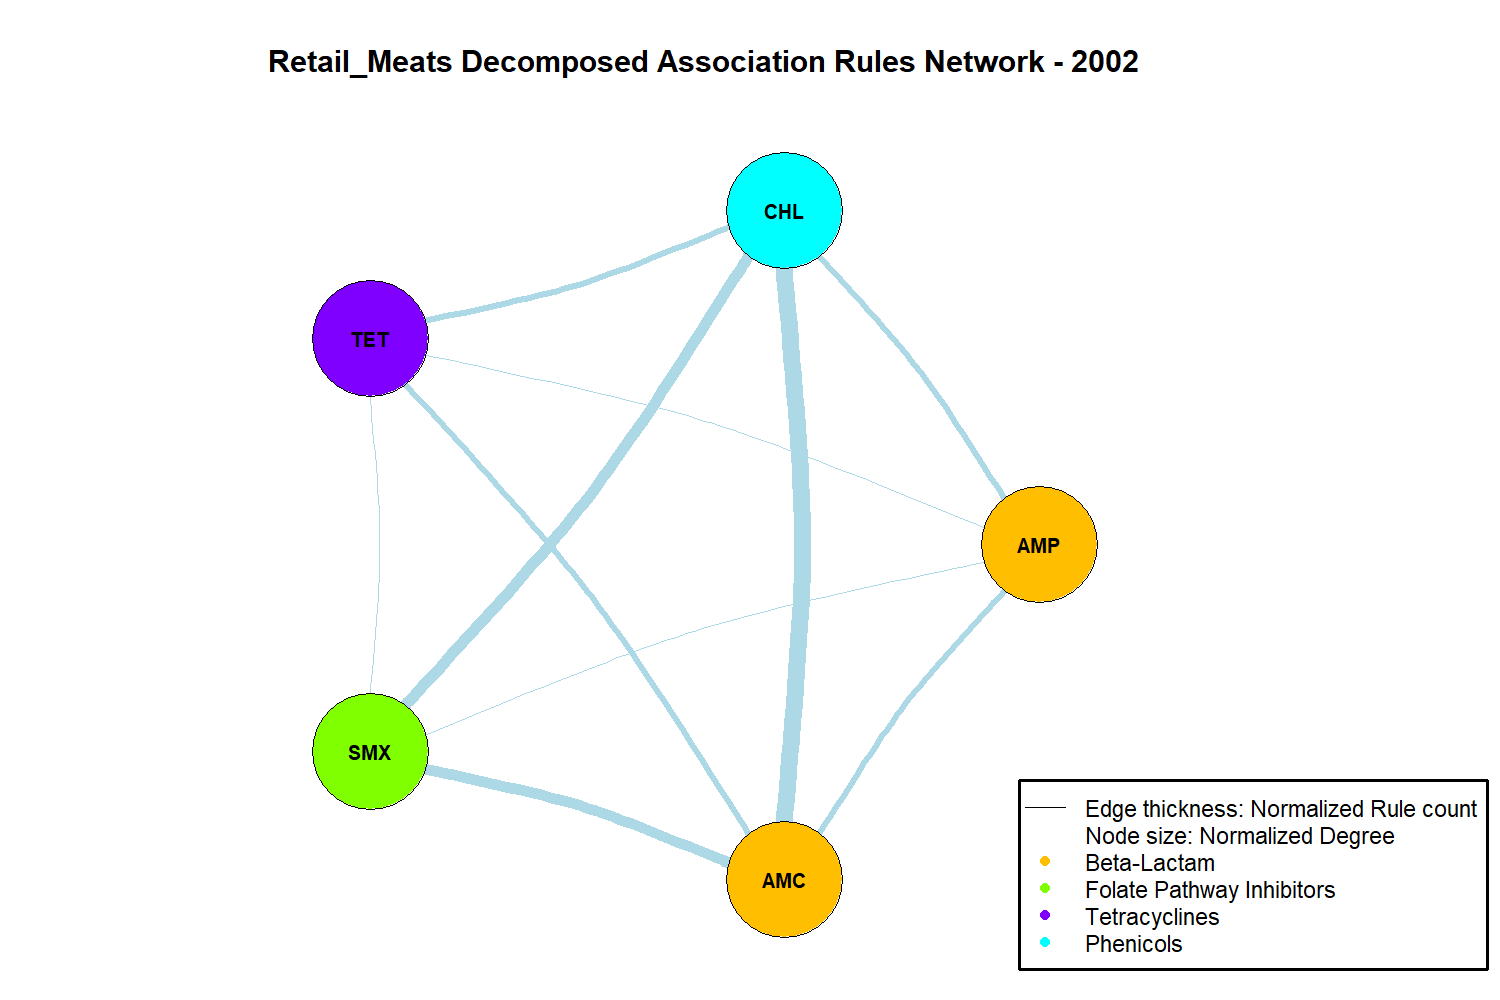 Retail_Meats Decomposed Association Rules Network - 2002
CHL
TET
AMP
SMX
AMC
Edge thickness: Normalized Rule count
Node size: Normalized Degree
Beta-Lactam
Folate Pathway Inhibitors
Tetracyclines
Phenicols